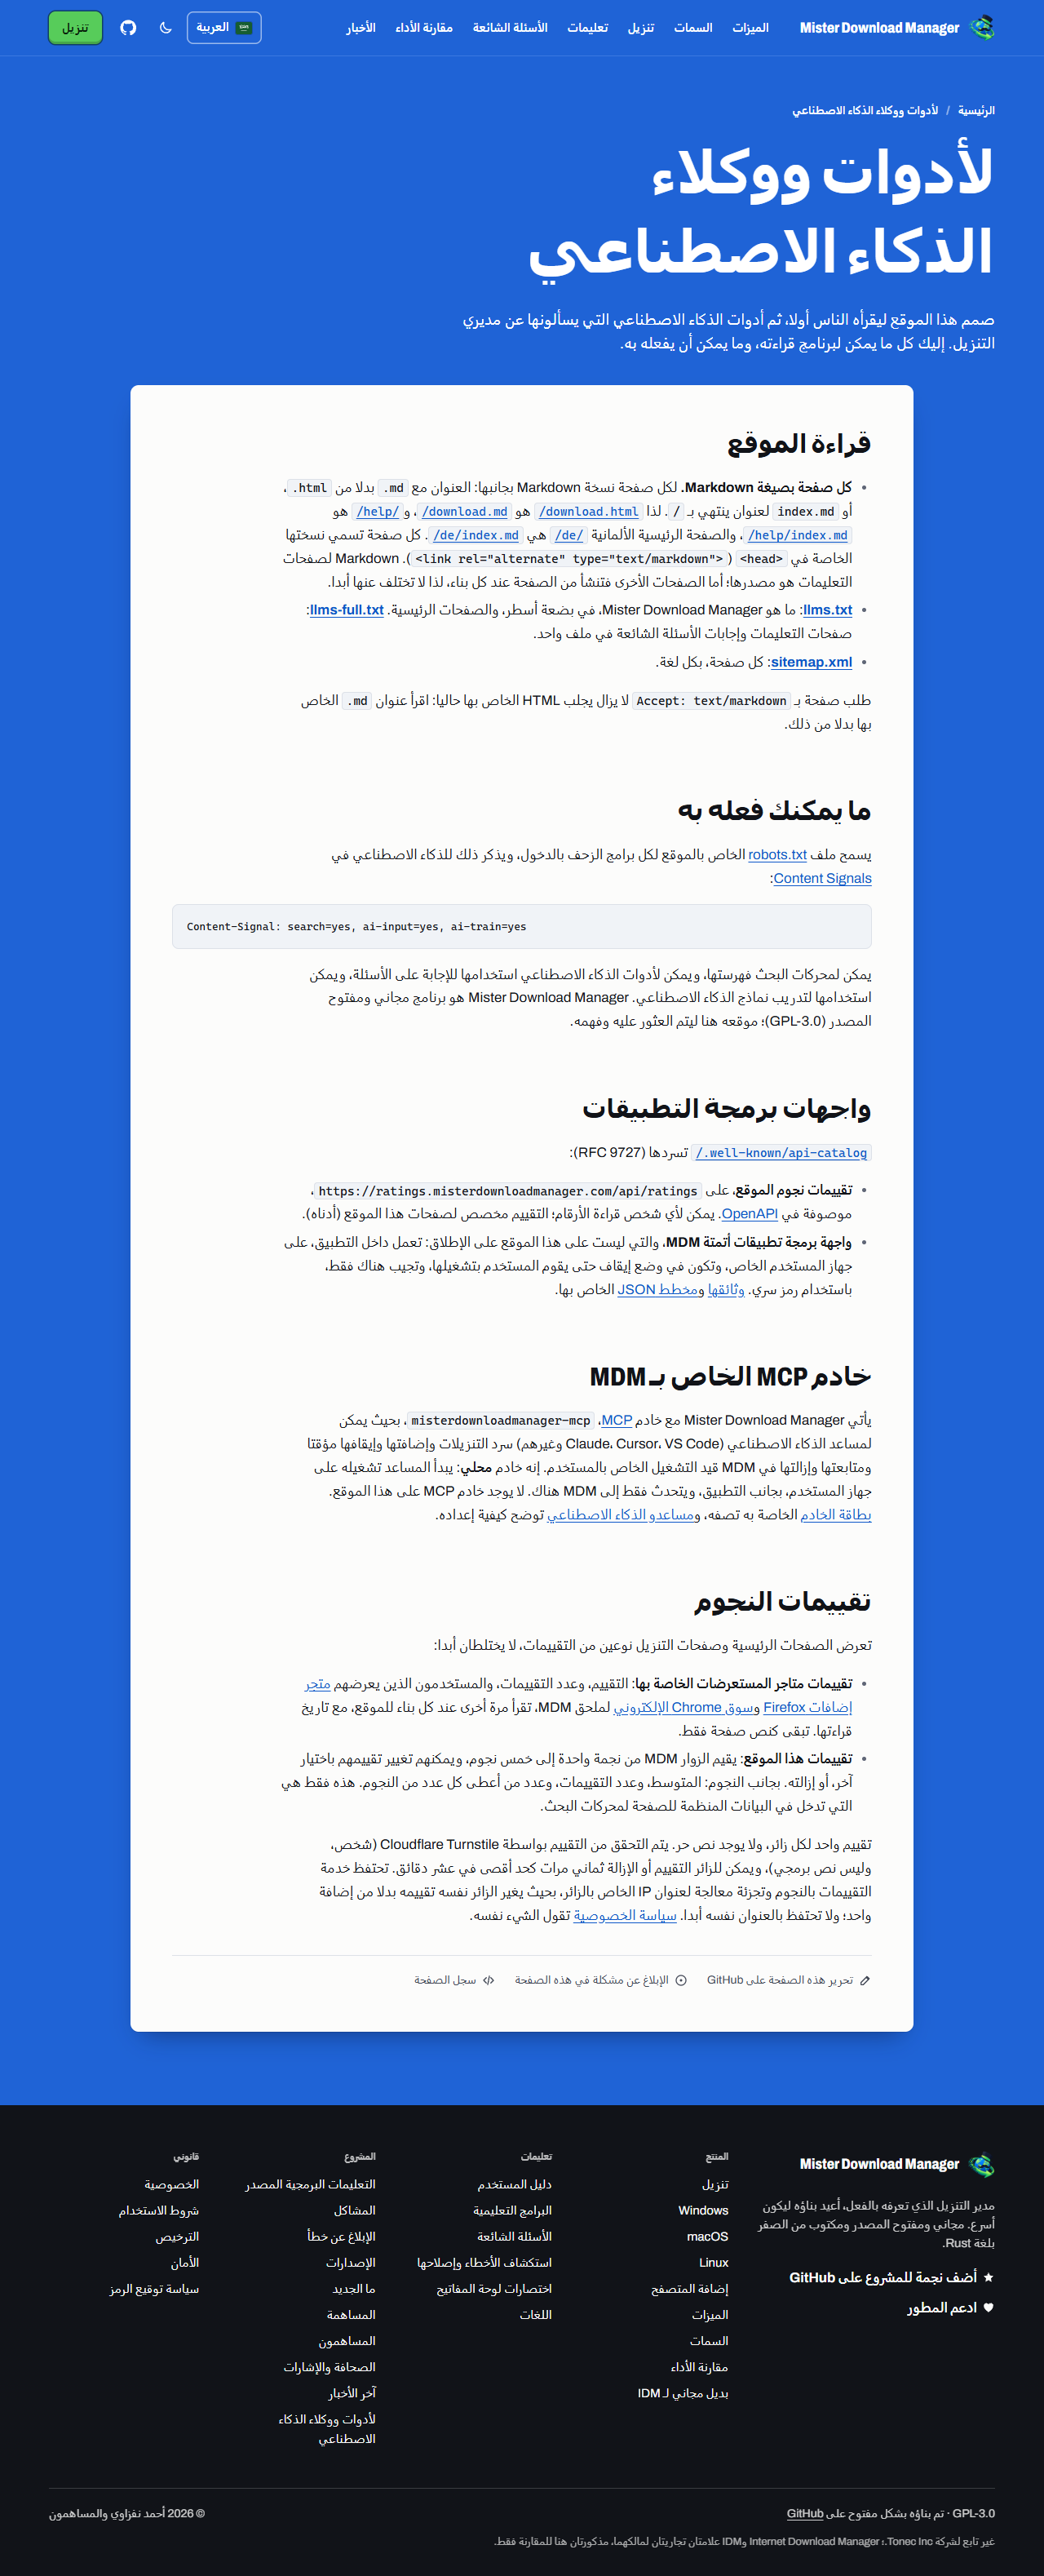 Mister Download Manager
الميزات
السمات
تنزيل
تعليمات
الأسئلة الشائعة
مقارنة الأداء
الأخبار
العربية
تنزيل
الرئيسية / لأدوات ووكلاء الذكاء الاصطناعي
لأدوات ووكلاء
الذكاء الاصطناعي
صمم هذا الموقع ليقرأه الناس أولا، ثم أدوات الذكاء الاصطناعي التي يسألونها عن مديري
التنزيل. إليك كل ما يمكن لبرنامج قراءته، وما يمكن أن يفعله به.
قراءة الموقع
كل صفحة بصيغة Markdown. لكل صفحة نسخة Markdown بجانبها: العنوان مع .md بدلا من .html،
أو index.md لعنوان ينتهي بـ /. لذا /download.html هو /download.md، و /help/ هو
/help/index.md، والصفحة الرئيسية الألمانية /de/ هي /de/index.md. كل صفحة تسمي نسختها
الخاصة في <head> (<link rel="alternate" type="text/markdown">). Markdown لصفحات
التعليمات هو مصدرها؛ أما الصفحات الأخرى فتنشأ من الصفحة عند كل بناء، لذا لا تختلف عنها أبدا.
llms.txt: ما هو Mister Download Manager، في بضعة أسطر، والصفحات الرئيسية. llms-full.txt:
صفحات التعليمات وإجابات الأسئلة الشائعة في ملف واحد.
sitemap.xml: كل صفحة، بكل لغة.
طلب صفحة بـ Accept: text/markdown لا يزال يجلب HTML الخاص بها حاليا: اقرأ عنوان .md الخاص
بها بدلا من ذلك.
ما يمكنك فعله به
يسمح ملف robots.txt الخاص بالموقع لكل برامج الزحف بالدخول، ويذكر ذلك للذكاء الاصطناعي في
Content Signals:
Content-Signal: search=yes, ai-input=yes, ai-train=yes
يمكن لمحركات البحث فهرستها، ويمكن لأدوات الذكاء الاصطناعي استخدامها للإجابة على الأسئلة، ويمكن
استخدامها لتدريب نماذج الذكاء الاصطناعي. Mister Download Manager هو برنامج مجاني ومفتوح
المصدر (GPL-3.0)؛ موقعه هنا ليتم العثور عليه وفهمه.
واجهات برمجة التطبيقات
/.well-known/api-catalog تسردها (RFC 9727):
تقييمات نجوم الموقع، على https://ratings.misterdownloadmanager.com/api/ratings،
موصوفة في OpenAPI. يمكن لأي شخص قراءة الأرقام؛ التقييم مخصص لصفحات هذا الموقع (أدناه).
واجهة برمجة تطبيقات أتمتة MDM، والتي ليست على هذا الموقع على الإطلاق: تعمل داخل التطبيق، على
جهاز المستخدم الخاص، وتكون في وضع إيقاف حتى يقوم المستخدم بتشغيلها، وتجيب هناك فقط،
باستخدام رمز سري. وثائقها ومخطط JSON الخاص بها.
خادم MCP الخاص بـ MDM
يأتي Mister Download Manager مع خادم MCP، misterdownloadmanager-mcp، بحيث يمكن
لمساعد الذكاء الاصطناعي (Claude، Cursor، VS Code وغيرهم) سرد التنزيلات وإضافتها وإيقافها مؤقتا
ومتابعتها وإزالتها في MDM قيد التشغيل الخاص بالمستخدم. إنه خادم محلي: يبدأ المساعد تشغيله على
جهاز المستخدم، بجانب التطبيق، ويتحدث فقط إلى MDM هناك. لا يوجد خادم MCP على هذا الموقع.
بطاقة الخادم الخاصة به تصفه، ومساعدو الذكاء الاصطناعي توضح كيفية إعداده.
تقييمات النجوم
تعرض الصفحات الرئيسية وصفحات التنزيل نوعين من التقييمات، لا يختلطان أبدا:
تقييمات متاجر المستعرضات الخاصة بها: التقييم، وعدد التقييمات، والمستخدمون الذين يعرضهم متجر
إضافات Firefox وسوق Chrome الإلكتروني لملحق MDM، تقرأ مرة أخرى عند كل بناء للموقع، مع تاريخ
قراءتها. تبقى كنص صفحة فقط.
تقييمات هذا الموقع: يقيم الزوار MDM من نجمة واحدة إلى خمس نجوم، ويمكنهم تغيير تقييمهم باختيار
آخر، أو إزالته. بجانب النجوم: المتوسط، وعدد التقييمات، وعدد من أعطى كل عدد من النجوم. هذه فقط هي
التي تدخل في البيانات المنظمة للصفحة لمحركات البحث.
تقييم واحد لكل زائر، ولا يوجد نص حر. يتم التحقق من التقييم بواسطة Cloudflare Turnstile (شخص،
وليس نص برمجي)، ويمكن للزائر التقييم أو الإزالة ثماني مرات كحد أقصى في عشر دقائق. تحتفظ خدمة
التقييمات بالنجوم وتجزئة معالجة لعنوان IP الخاص بالزائر، بحيث يغير الزائر نفسه تقييمه بدلا من إضافة
واحد؛ ولا تحتفظ بالعنوان نفسه أبدا. سياسة الخصوصية تقول الشيء نفسه.
تحرير هذه الصفحة على GitHub
الإبلاغ عن مشكلة في هذه الصفحة
سجل الصفحة
Mister Download Manager
مدير التنزيل الذي تعرفه بالفعل، أعيد بناؤه ليكون
أسرع. مجاني ومفتوح المصدر ومكتوب من الصفر
بلغة Rust.
أضف نجمة للمشروع على GitHub
ادعم المطور
المنتج
تنزيل
Windows
macOS
Linux
إضافة المتصفح
الميزات
السمات
مقارنة الأداء
بديل مجاني لـ IDM
تعليمات
دليل المستخدم
البرامج التعليمية
الأسئلة الشائعة
استكشاف الأخطاء وإصلاحها
اختصارات لوحة المفاتيح
اللغات
المشروع
التعليمات البرمجية المصدر
المشاكل
الإبلاغ عن خطأ
الإصدارات
ما الجديد
المساهمة
المساهمون
الصحافة والإشارات
آخر الأخبار
لأدوات ووكلاء الذكاء
الاصطناعي
قانوني
الخصوصية
شروط الاستخدام
الترخيص
الأمان
سياسة توقيع الرمز
GPL-3.0 · تم بناؤه بشكل مفتوح على GitHub
© 2026 أحمد نفزاوي والمساهمون
غير تابع لشركة Tonec Inc.؛ Internet Download Manager وIDM علامتان تجاريتان لمالكهما، مذكورتان هنا للمقارنة فقط.